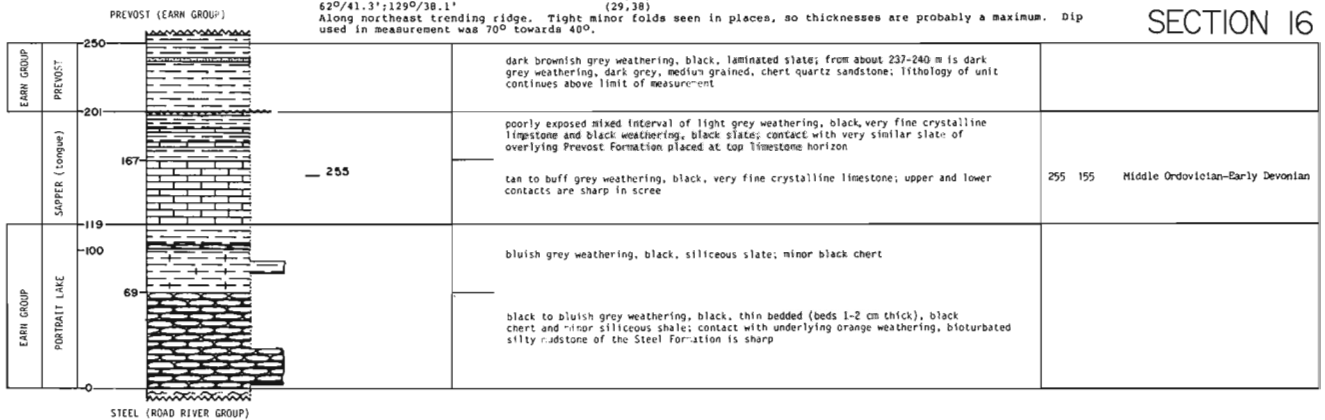 PREVOST (EARN GROUP)
62°/41.3';129°/38.1' (29,38)
Along northeast trending ridge. Tight minor folds seen in places, so thicknesses are probably a maximum. Dip
used in measurement was 70° towards 40°.
SECTION 16
250
EARN GROUP
PREVOST
dark brownish grey weathering, black, laminated slate; from about 237-240 m is dark
grey weathering, dark grey, medium grained, chert quartz sandstone; lithology of unit
continues above limit of measurement
201
SAPPER (tongue)
poorly exposed mixed interval of light grey weathering, black, very fine crystalline
limestone and black weathering, black slate; contact with very similar slate of
overlying Prevost Formation placed at top limestone horizon
167
255
tan to buff grey weathering, black, very fine crystalline limestone; upper and lower
contacts are sharp in scree
255 155 Middle Ordovician-Early Devonian
119
100
EARN GROUP
PORTRAIT LAKE
bluish grey weathering, black, siliceous slate; minor black chert
69
black to bluish grey weathering, black, thin bedded (beds 1-2 cm thick), black
chert and minor siliceous shale; contact with underlying orange weathering, bioturbated
silty mudstone of the Steel Formation is sharp
0
STEEL (ROAD RIVER GROUP)